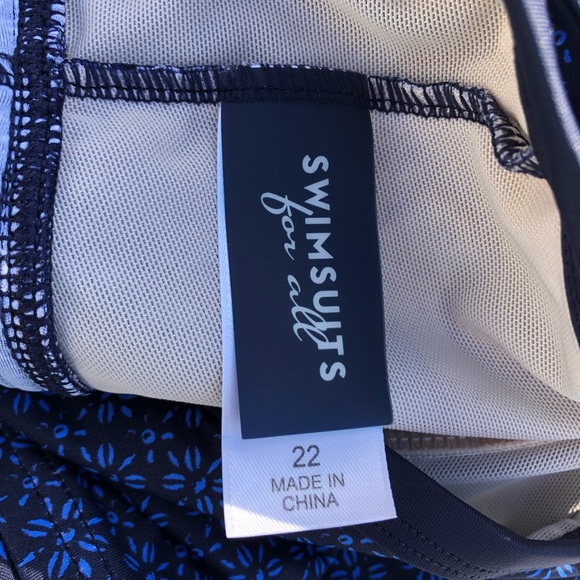 SWIMSUITS
for all
22
MADE IN
CHINA